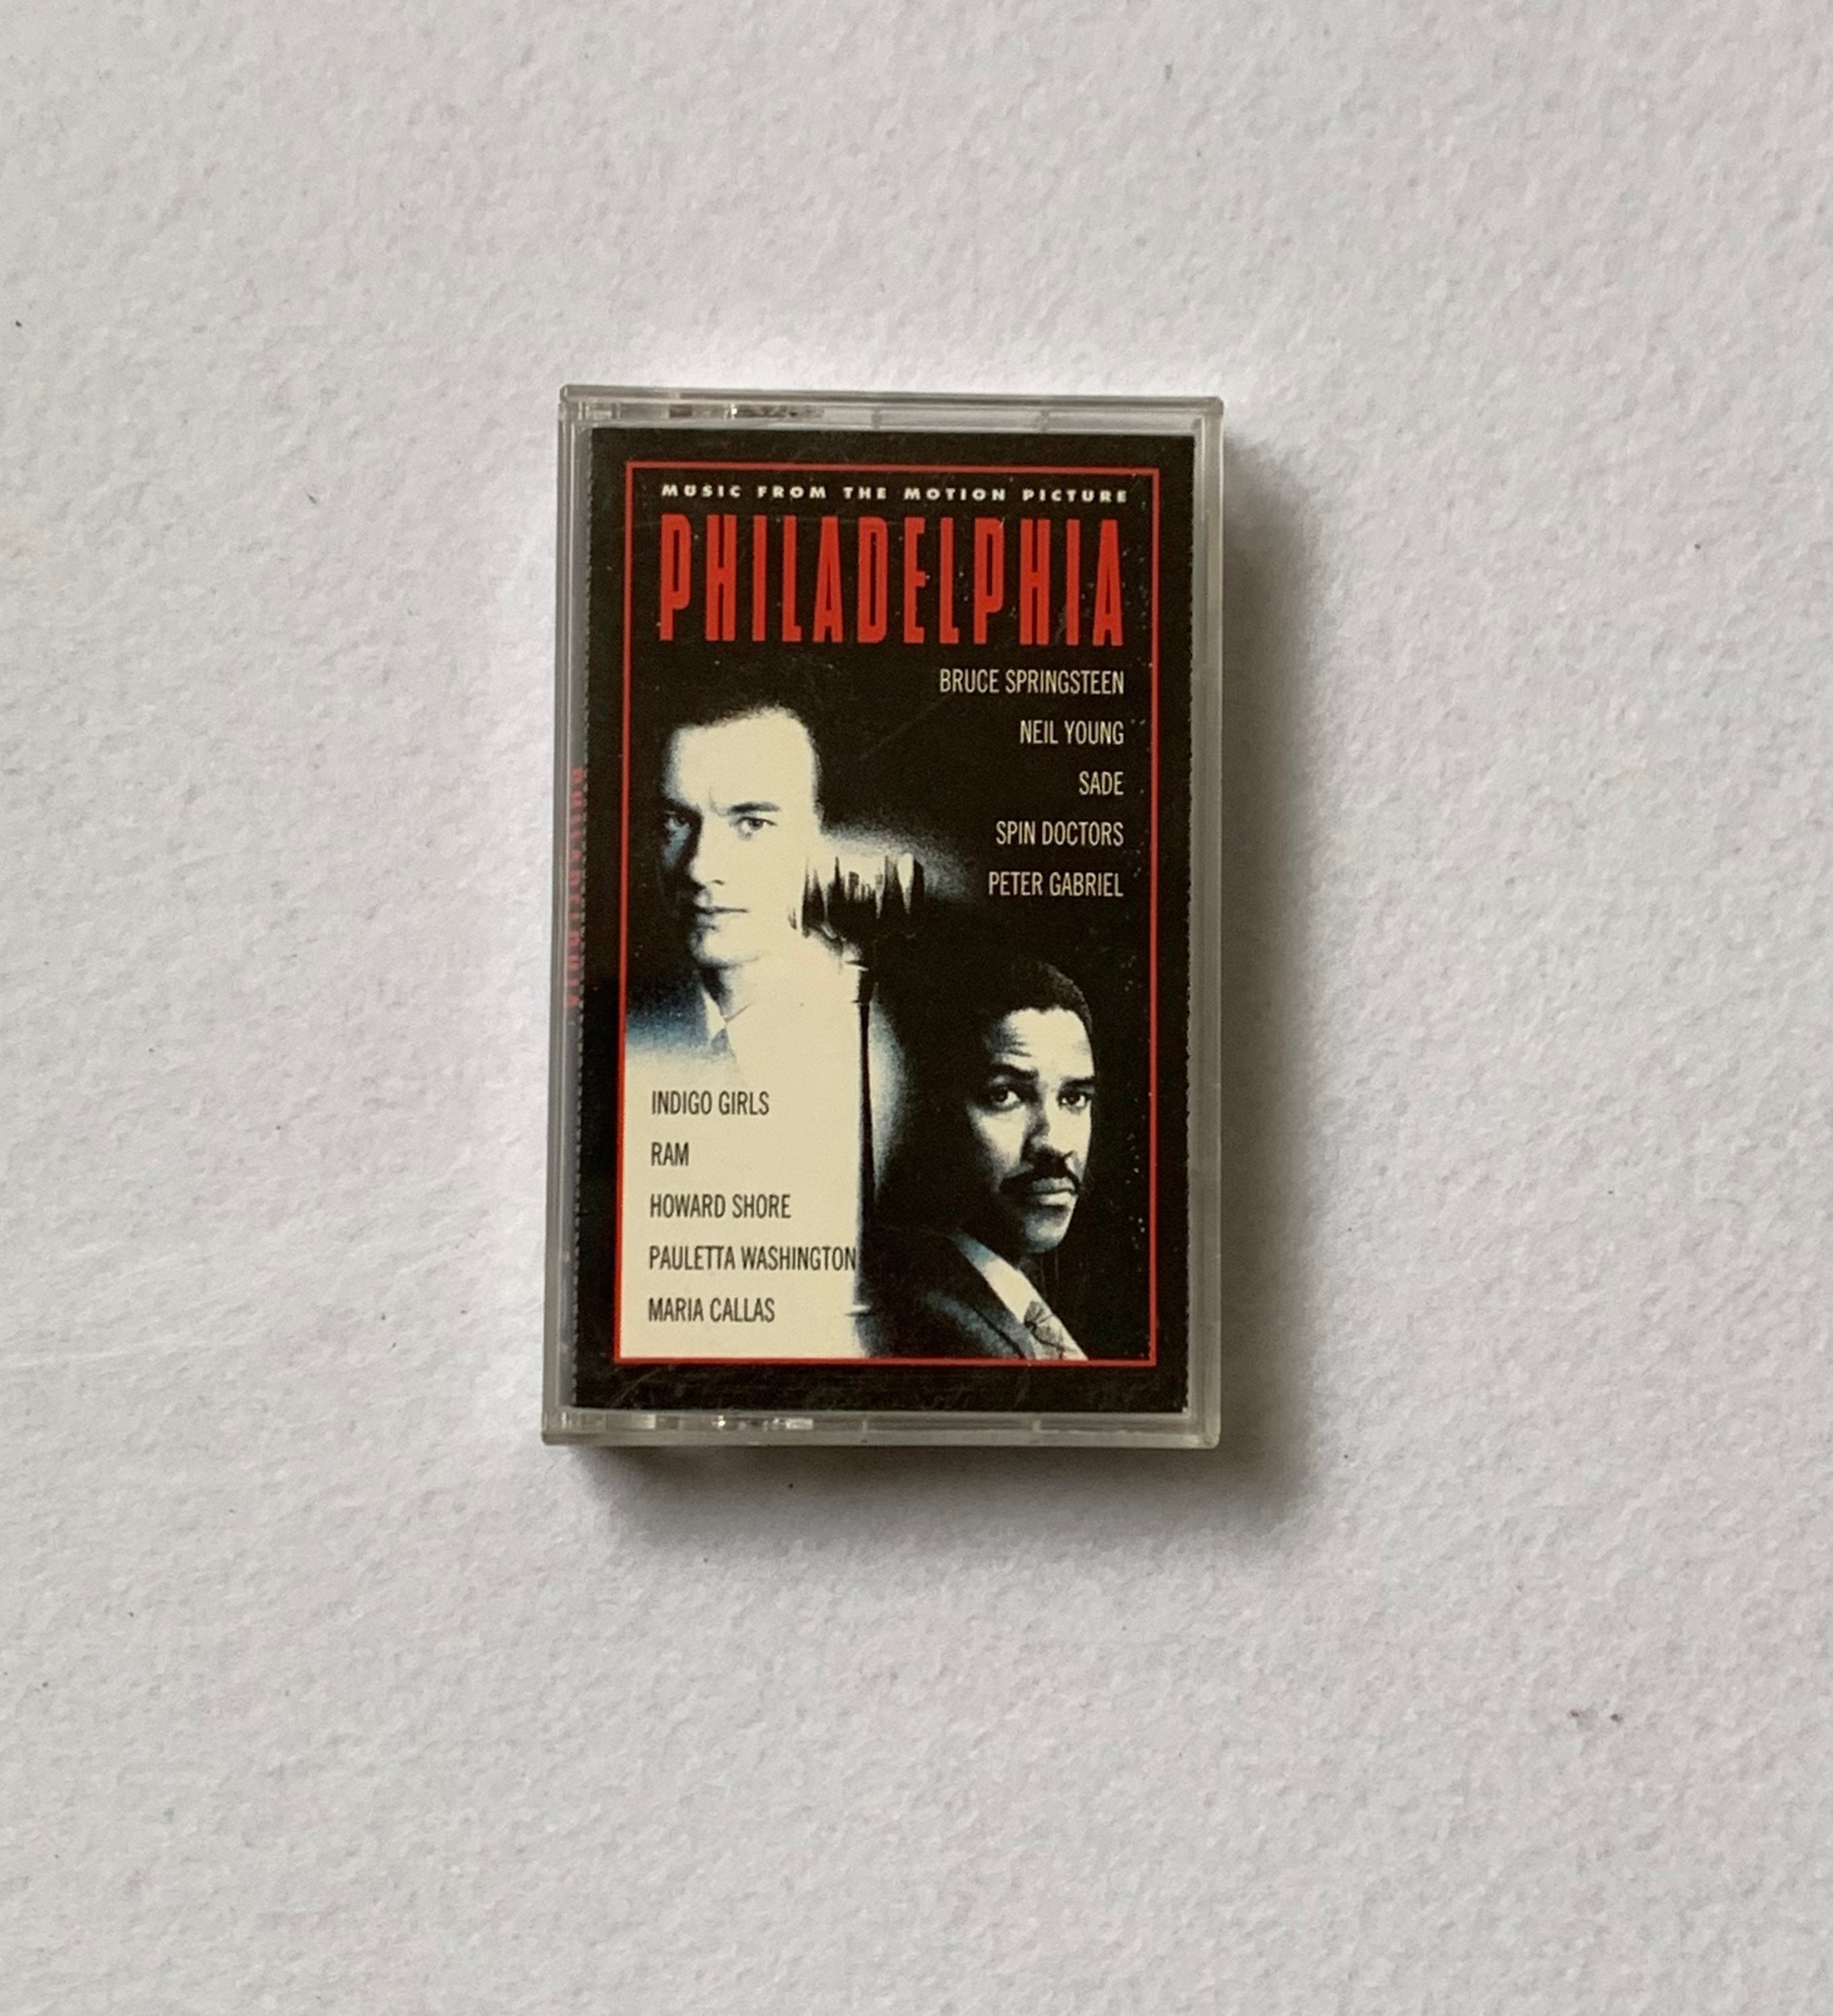 MUSIC FROM THE MOTION PICTURE
PHILADELPHIA
BRUCE SPRINGSTEEN
NEIL YOUNG
SADE
SPIN DOCTORS
PETER GABRIEL
INDIGO GIRLS
RAM
HOWARD SHORE
PAULETTA WASHINGTON
MARIA CALLAS
PHILADELPHIA